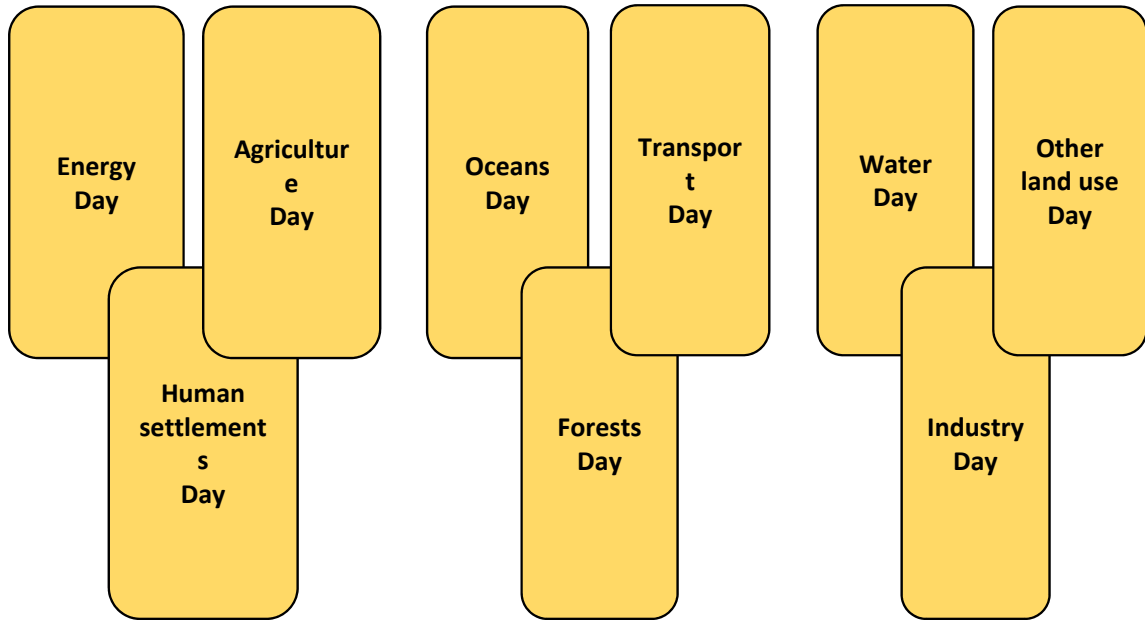 Energy
Day
Agricultur
e
Day
Human
settlement
s
Day
Oceans
Day
Transpor
t
Day
Forests
Day
Water
Day
Other
land use
Day
Industry
Day